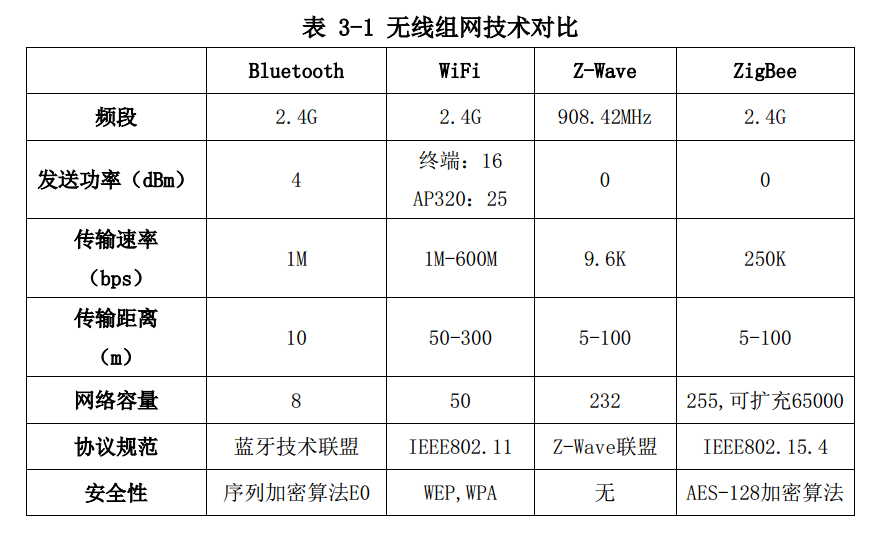 表 3-1 无线组网技术对比
Bluetooth WiFi Z-Wave ZigBee
频段 2.4G 2.4G 908.42MHz 2.4G
发送功率（dBm） 4 终端：16 AP320：25 0 0
传输速率（bps） 1M 1M-600M 9.6K 250K
传输距离（m） 10 50-300 5-100 5-100
网络容量 8 50 232 255,可扩充65000
协议规范 蓝牙技术联盟 IEEE802.11 Z-Wave联盟 IEEE802.15.4
安全性 序列加密算法E0 WEP,WPA 无 AES-128加密算法